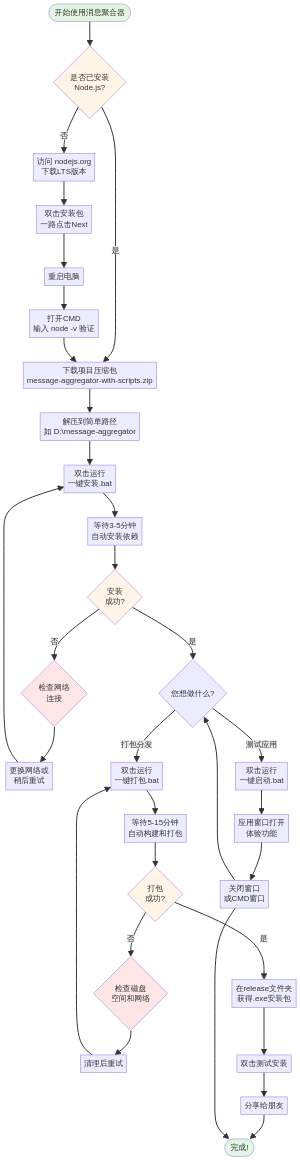 开始使用消息聚合器
是否已安装
Node.js?
否
访问 nodejs.org
下载LTS版本
双击安装包
一路点击Next
是
重启电脑
打开CMD
输入 node -v 验证
下载项目压缩包
message-aggregator-with-scripts.zip
解压到简单路径
如 D:\message-aggregator
双击运行
一键安装.bat
等待3-5分钟
自动安装依赖
安装
成功?
否
是
检查网络
连接
您想做什么?
打包分发
测试应用
更换网络或
稍后重试
双击运行
一键打包.bat
双击运行
一键启动.bat
等待5-15分钟
自动构建和打包
应用窗口打开
体验功能
打包
成功?
关闭窗口
或CMD窗口
否
是
检查磁盘
空间和网络
在release文件夹
获得.exe安装包
清理后重试
双击测试安装
分享给朋友
完成!